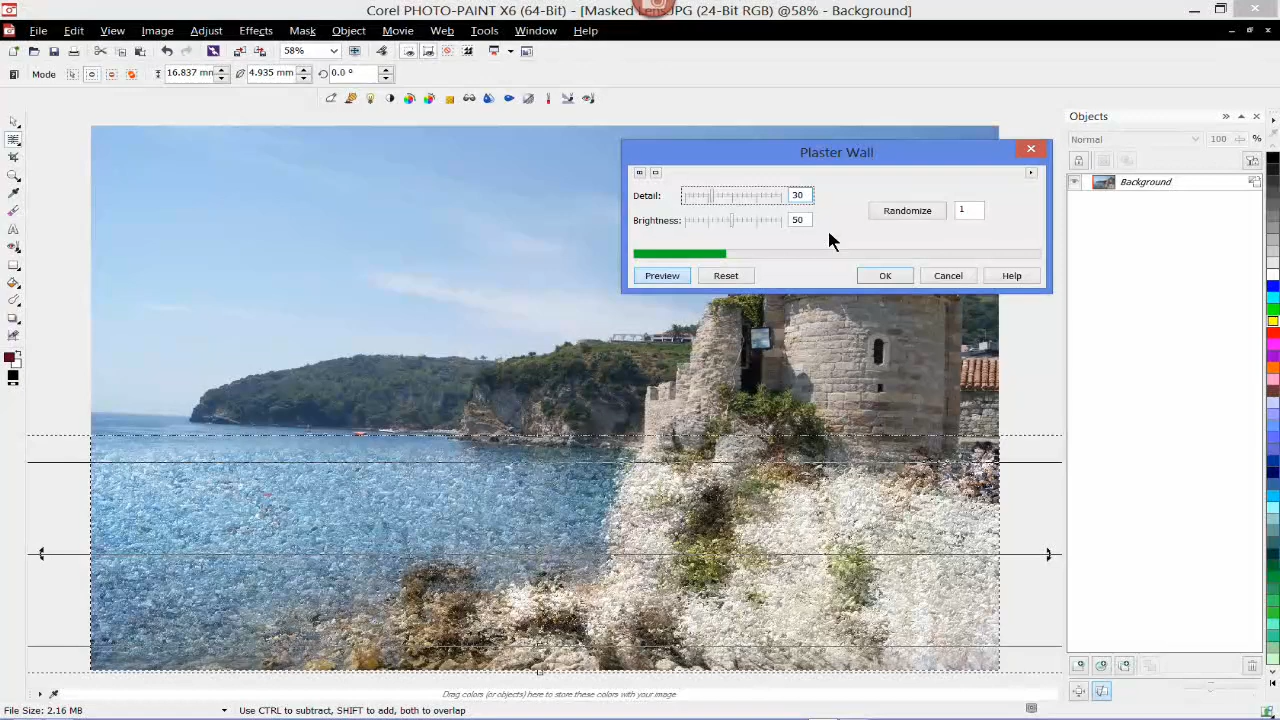 Corel PHOTO-PAINT X6 (64-Bit) - [Masked Lens.JPG (24-Bit RGB) @58% - Background]
File Edit View Image Adjust Effects Mask Object Movie Web Tools Window Help
58%
Mode 16.837 mm 4.935 mm 0.0 °
Objects
Normal 100 %
Background
Plaster Wall
Detail: 30
Brightness: 50
Randomize 1
Preview Reset OK Cancel Help
Drag colors (or objects) here to store these colors with your image
File Size: 2.16 MB Use CTRL to subtract, SHIFT to add, both to overlap